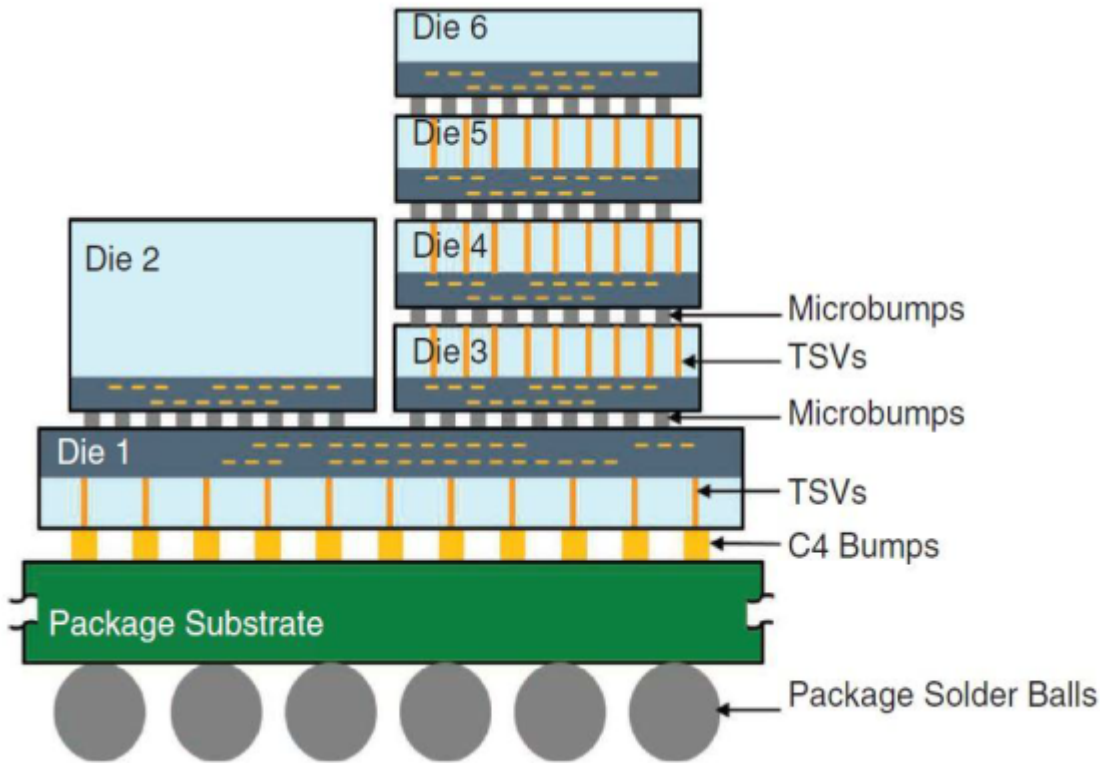 Die 6
Die 5
Die 4
Die 2
Microbumps
Die 3
TSVs
Microbumps
Die 1
TSVs
C4 Bumps
Package Substrate
Package Solder Balls